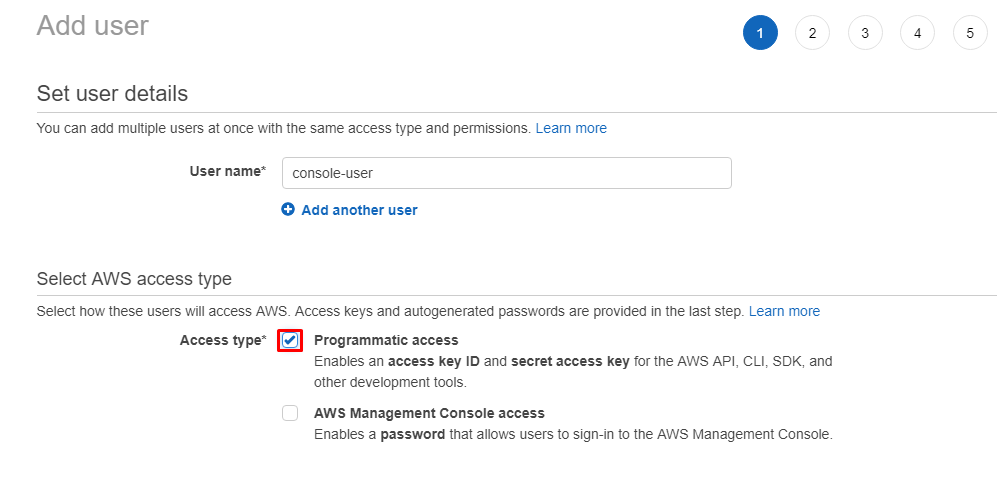 Add user
1 2 3 4 5
Set user details
You can add multiple users at once with the same access type and permissions. Learn more
User name* console-user
Add another user
Select AWS access type
Select how these users will access AWS. Access keys and autogenerated passwords are provided in the last step. Learn more
Access type* Programmatic access
Enables an access key ID and secret access key for the AWS API, CLI, SDK, and
other development tools.
AWS Management Console access
Enables a password that allows users to sign-in to the AWS Management Console.